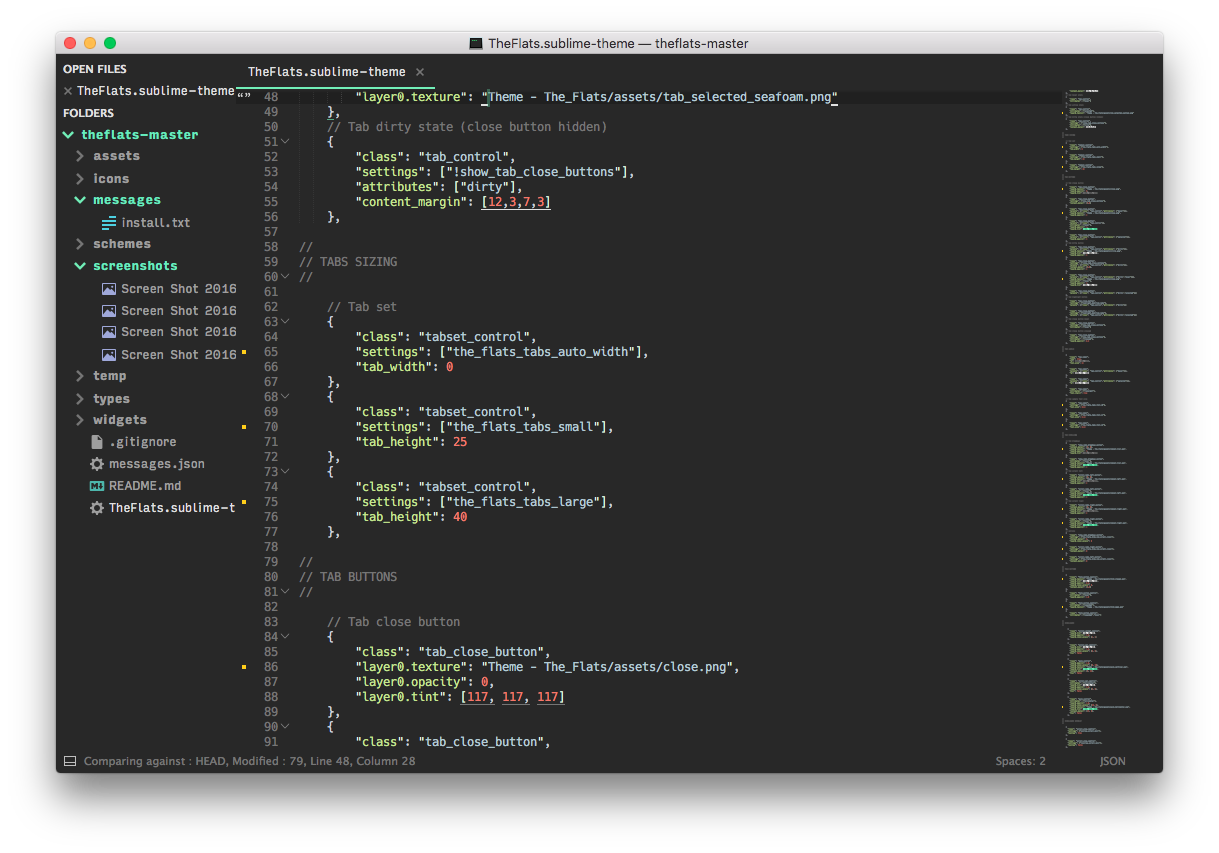 TheFlats.sublime-theme — theflats-master
OPEN FILES
TheFlats.sublime-theme
FOLDERS
theflats-master
assets
icons
messages
install.txt
schemes
screenshots
Screen Shot 2016
Screen Shot 2016
Screen Shot 2016
Screen Shot 2016
temp
types
widgets
.gitignore
messages.json
README.md
TheFlats.sublime-t
TheFlats.sublime-theme
48 "layer0.texture": "Theme - The_Flats/assets/tab_selected_seafoam.png"
49 },
50 // Tab dirty state (close button hidden)
51 {
52 "class": "tab_control",
53 "settings": ["!show_tab_close_buttons"],
54 "attributes": ["dirty"],
55 "content_margin": [12,3,7,3]
56 },
57
58 //
59 // TABS SIZING
60 //
61
62 // Tab set
63 {
64 "class": "tabset_control",
65 "settings": ["the_flats_tabs_auto_width"],
66 "tab_width": 0
67 },
68 {
69 "class": "tabset_control",
70 "settings": ["the_flats_tabs_small"],
71 "tab_height": 25
72 },
73 {
74 "class": "tabset_control",
75 "settings": ["the_flats_tabs_large"],
76 "tab_height": 40
77 },
78
79 //
80 // TAB BUTTONS
81 //
82
83 // Tab close button
84 {
85 "class": "tab_close_button",
86 "layer0.texture": "Theme - The_Flats/assets/close.png",
87 "layer0.opacity": 0,
88 "layer0.tint": [117, 117, 117]
89 },
90 {
91 "class": "tab_close_button",
Comparing against : HEAD, Modified : 79, Line 48, Column 28
Spaces: 2
JSON